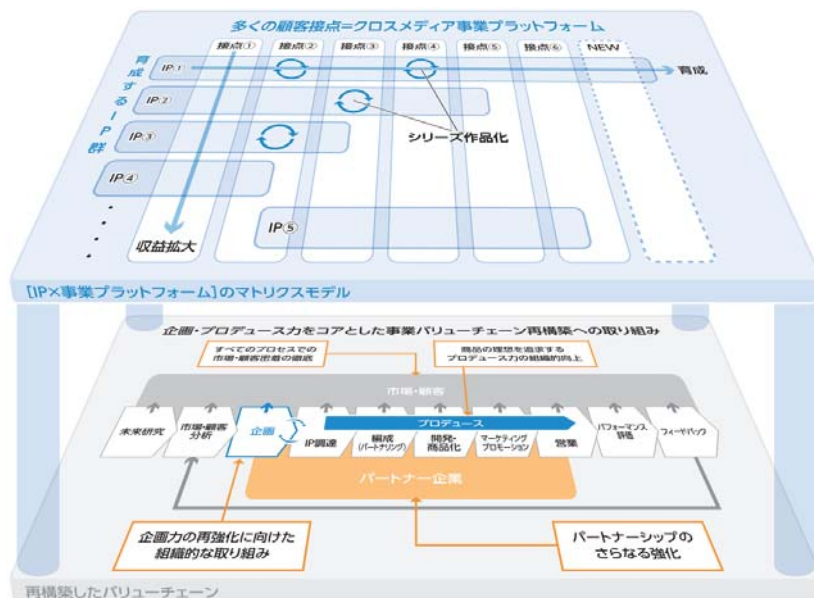 多くの顧客接点=クロスメディア事業プラットフォーム
接点① 接点② 接点③ 接点④ 接点⑤ 接点⑥ NEW
育成するIP群
IP① 育成
IP②
IP③ シリーズ作品化
IP④
IP⑤
収益拡大
[IP×事業プラットフォーム]のマトリクスモデル
企画・プロデュース力をコアとした事業バリューチェーン再構築への取り組み
すべてのプロセスでの
市場・顧客密着の徹底
商品の理想を追求する
プロデュース力の組織的向上
市場・顧客
プロデュース
未来研究
市場・顧客
分析
企画
IP調達
編成
(パートナリング)
開発・
商品化
マーケティング
プロモーション
営業
パフォーマンス
評価
フィードバック
パートナー企業
企画力の再強化に向けた
組織的な取り組み
パートナーシップの
さらなる強化
再構築したバリューチェーン